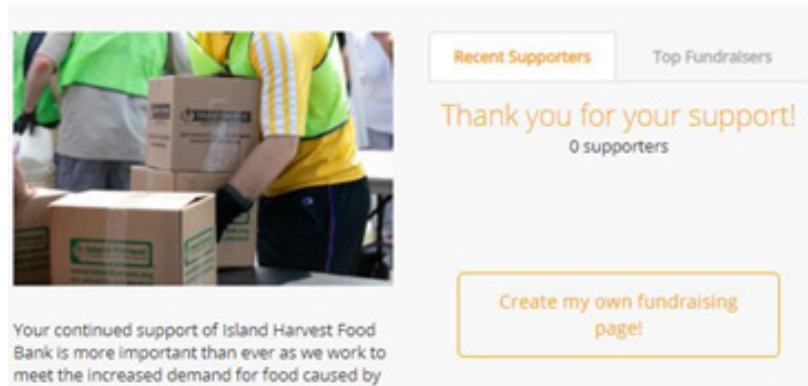 Recent Supporters
Top Fundraisers
Thank you for your support!
0 supporters
Create my own fundraising
page!
Island Harvest
Your continued support of Island Harvest Food
Bank is more important than ever as we work to
meet the increased demand for food caused by